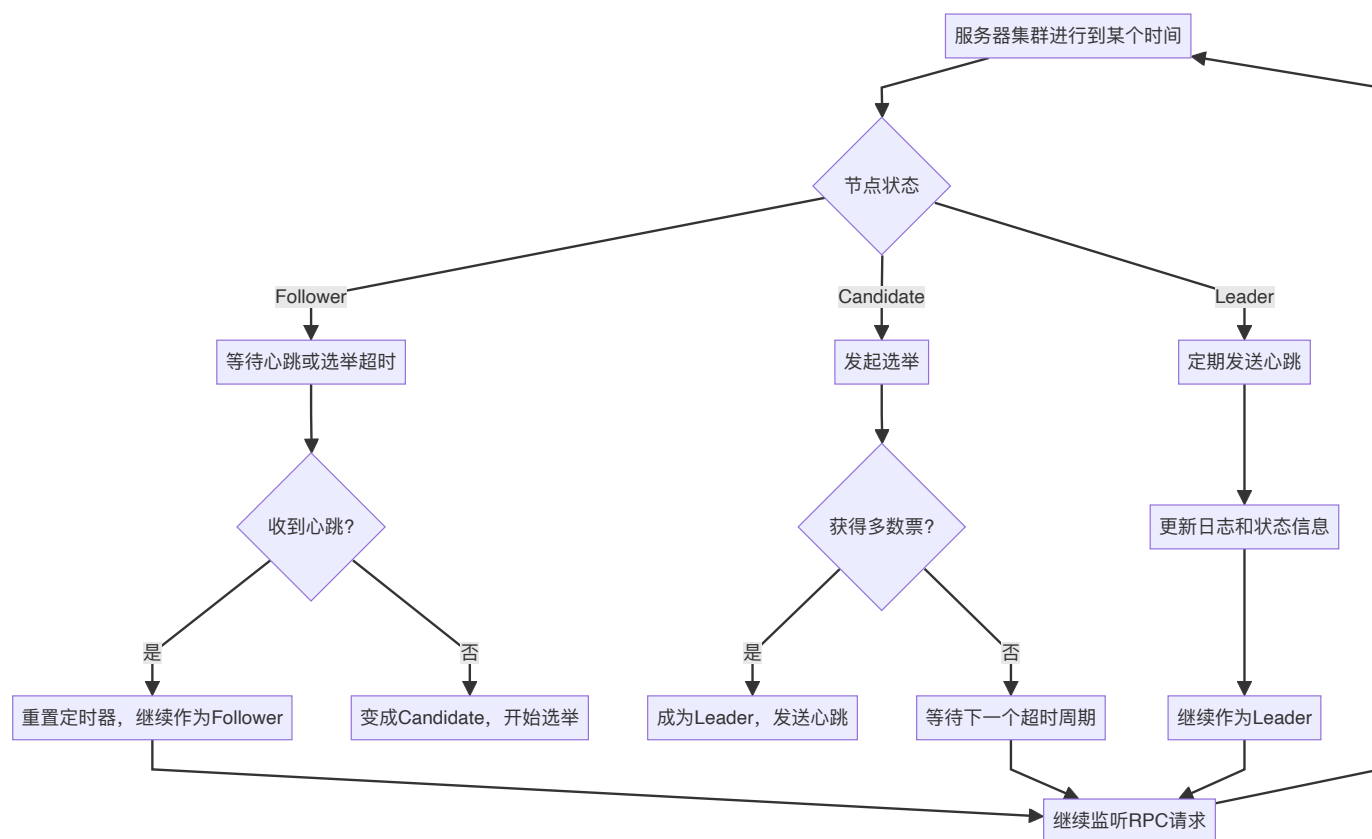 服务器集群进行到某个时间
节点状态
Follower
Candidate
Leader
等待心跳或选举超时
发起选举
定期发送心跳
收到心跳?
获得多数票?
更新日志和状态信息
是
否
是
否
重置定时器，继续作为Follower
变成Candidate，开始选举
成为Leader，发送心跳
等待下一个超时周期
继续作为Leader
继续监听RPC请求